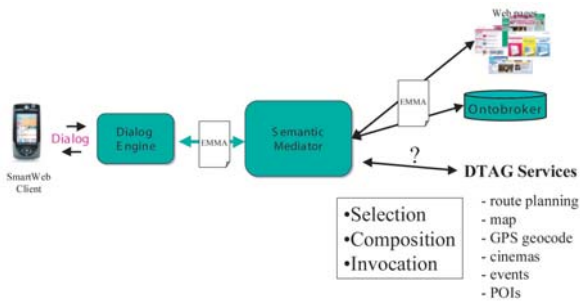 Web pages
EMMA
Ontobroker
Dialog
Dialog
Engine
EMMA
Semantic
Mediator
?
DTAG Services
SmartWeb
Client
•Selection
•Composition
•Invocation
- route planning
- map
- GPS geocode
- cinemas
- events
- POIs